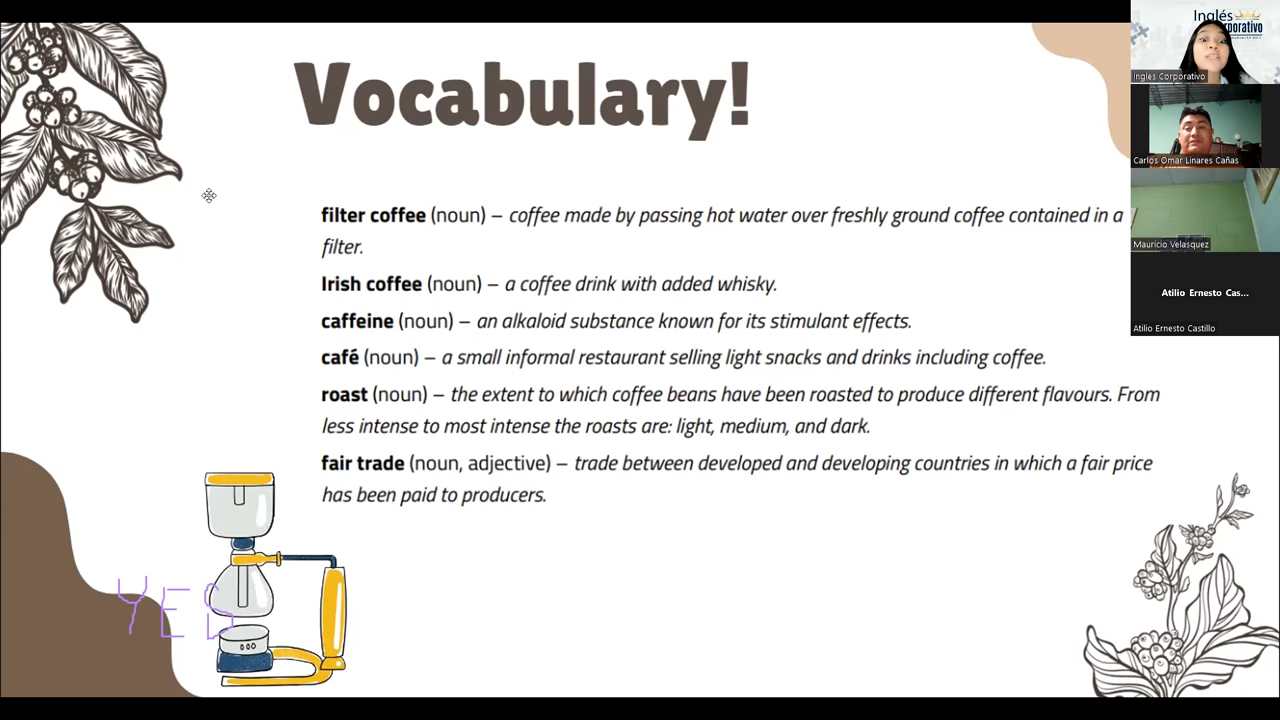 Vocabulary!
filter coffee (noun) – coffee made by passing hot water over freshly ground coffee contained in a
filter.
Irish coffee (noun) – a coffee drink with added whisky.
caffeine (noun) – an alkaloid substance known for its stimulant effects.
café (noun) – a small informal restaurant selling light snacks and drinks including coffee.
roast (noun) – the extent to which coffee beans have been roasted to produce different flavours. From
less intense to most intense the roasts are: light, medium, and dark.
fair trade (noun, adjective) – trade between developed and developing countries in which a fair price
has been paid to producers.
YES
Inglés
Corporativo
Ingles Corporativo
Carlos Omar Linares Cañas
Mauricio Velasquez
Atilio Ernesto Cas...
Atilio Ernesto Castillo